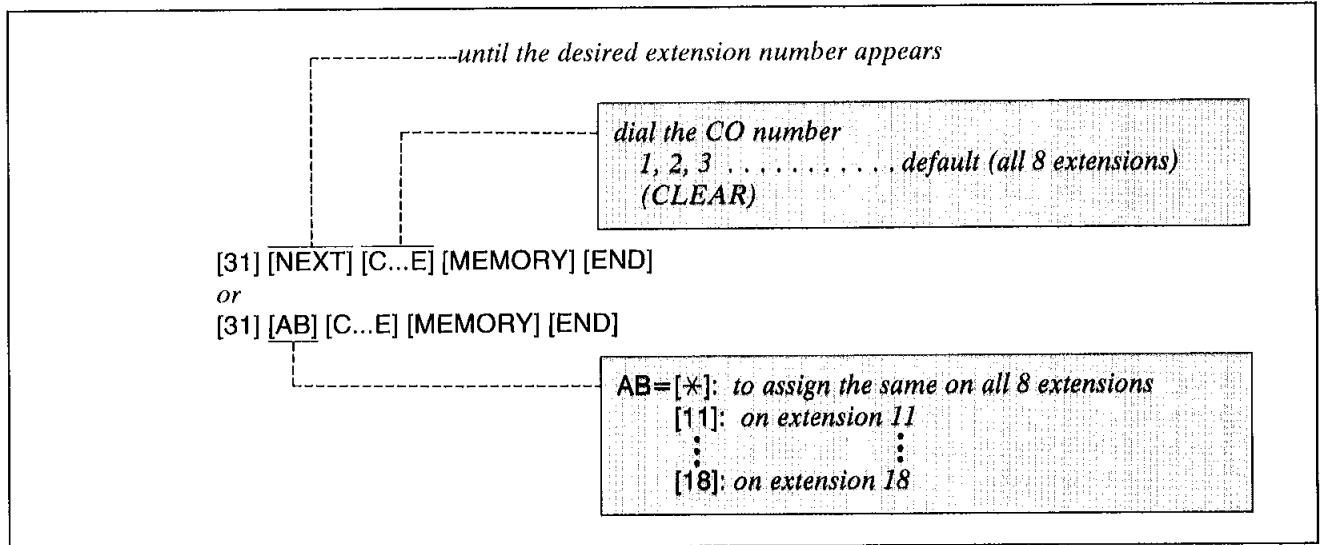 until the desired extension number appears
dial the CO number
1, 2, 3 . . . . . . . . . . . default (all 8 extensions)
(CLEAR)
[31] [NEXT] [C...E] [MEMORY] [END]
or
[31] [AB] [C...E] [MEMORY] [END]
AB=[✳]: to assign the same on all 8 extensions
[11]: on extension 11
[18]: on extension 18